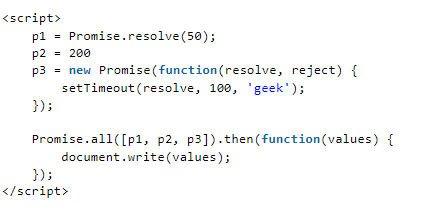 <script>
p1 = Promise.resolve(50);
p2 = 200
p3 = new Promise(function(resolve, reject) {
setTimeout(resolve, 100, 'geek');
});
Promise.all([p1, p2, p3]).then(function(values) {
document.write(values);
});
</script>